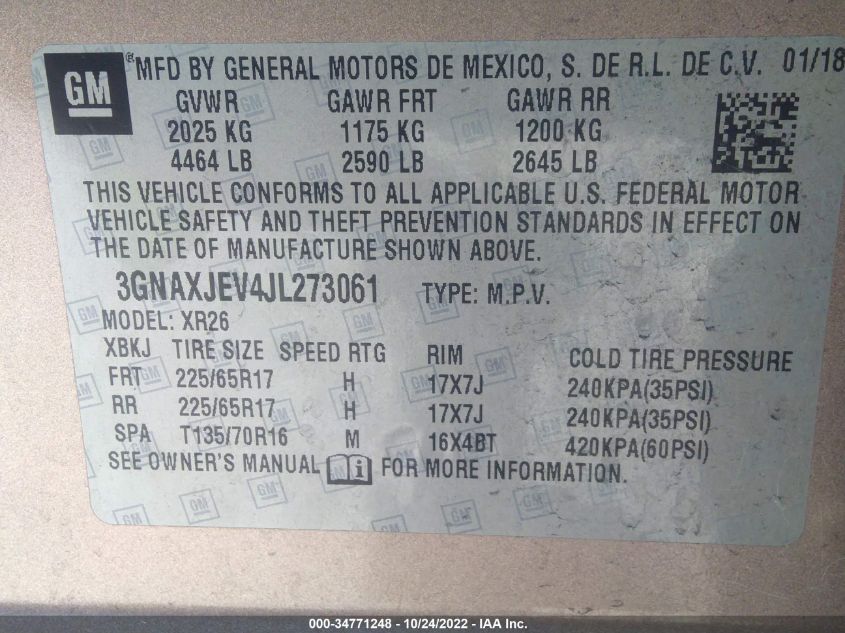 GM ® MFD BY GENERAL MOTORS DE MEXICO, S. DE R.L. DE C.V. 01/18
GVWR GAWR FRT GAWR RR
2025 KG 1175 KG 1200 KG
4464 LB 2590 LB 2645 LB
THIS VEHICLE CONFORMS TO ALL APPLICABLE U.S. FEDERAL MOTOR
VEHICLE SAFETY AND THEFT PREVENTION STANDARDS IN EFFECT ON
THE DATE OF MANUFACTURE SHOWN ABOVE.
3GNAXJEV4JL273061 TYPE: M.P.V.
MODEL: XR26
XBKJ TIRE SIZE SPEED RTG RIM COLD TIRE PRESSURE
FRT 225/65R17 H 17X7J 240KPA(35PSI)
RR 225/65R17 H 17X7J 240KPA(35PSI)
SPA T135/70R16 M 16X4BT 420KPA(60PSI)
SEE OWNER'S MANUAL i FOR MORE INFORMATION.
000-34771248 - 10/24/2022 - IAA Inc.